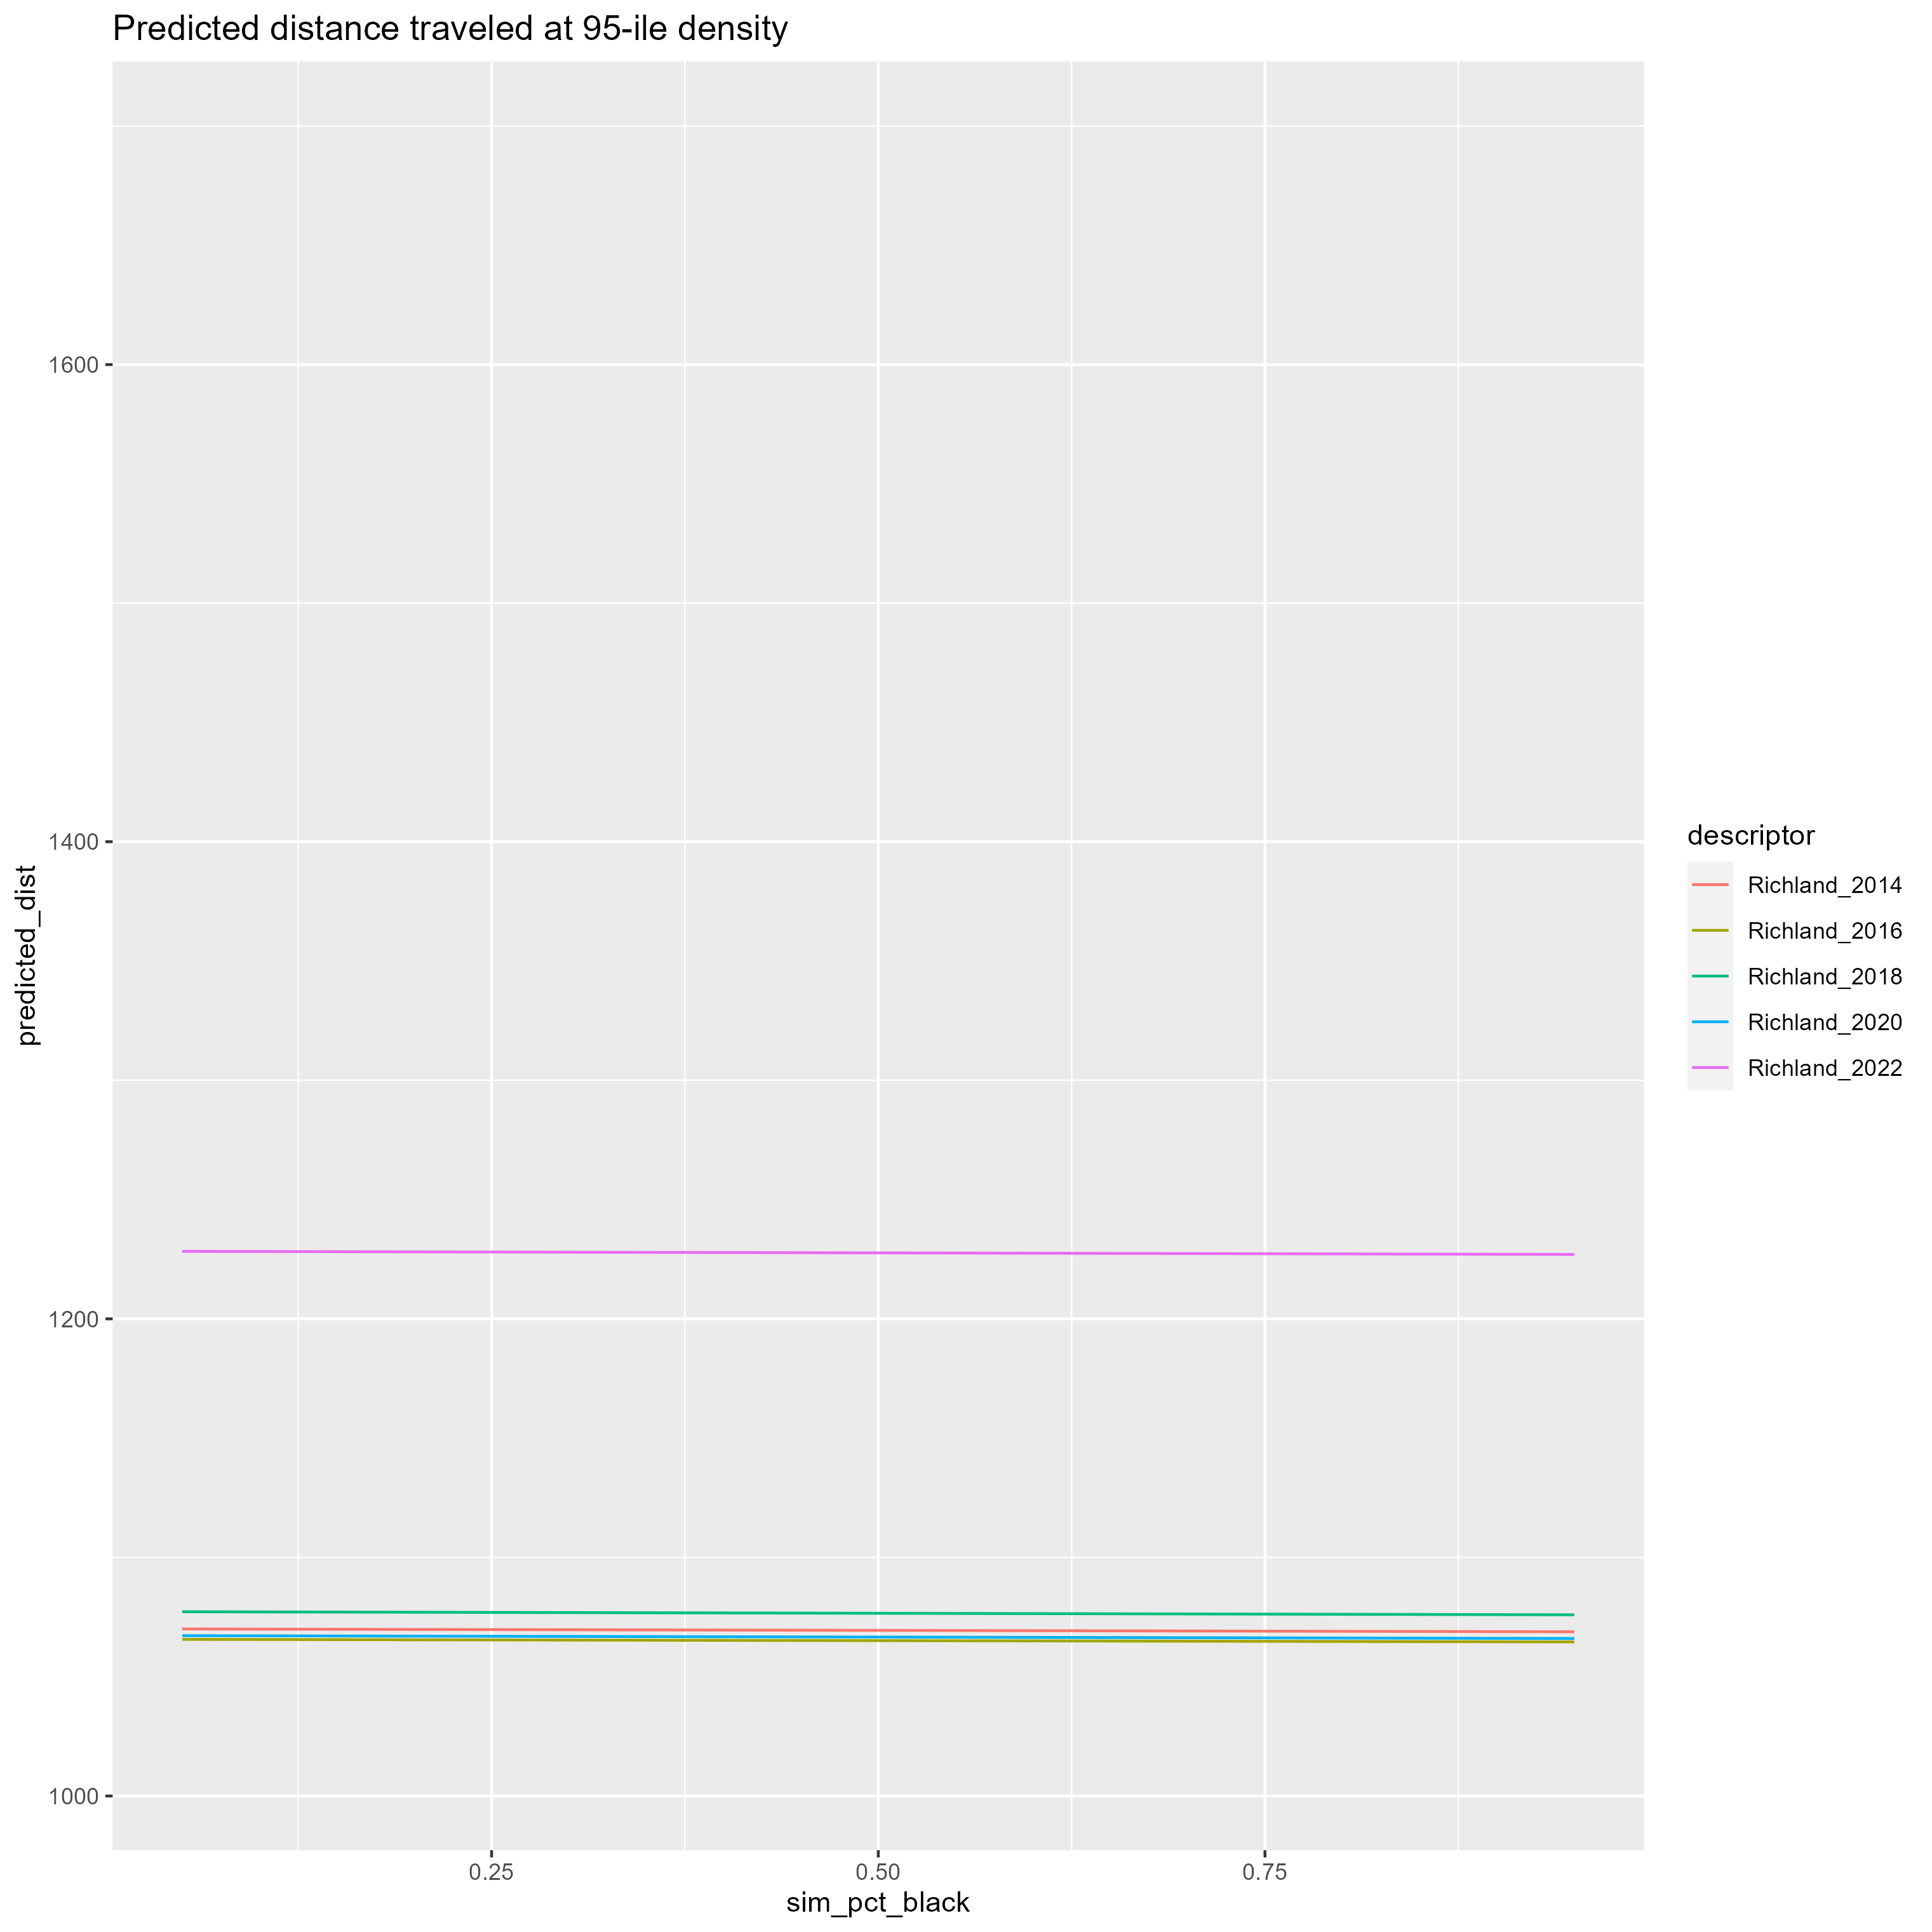 Predicted distance traveled at 95-ile density
1600
1400
1200
1000
predicted_dist
0.25 0.50 0.75
sim_pct_black
descriptor
Richland_2014
Richland_2016
Richland_2018
Richland_2020
Richland_2022